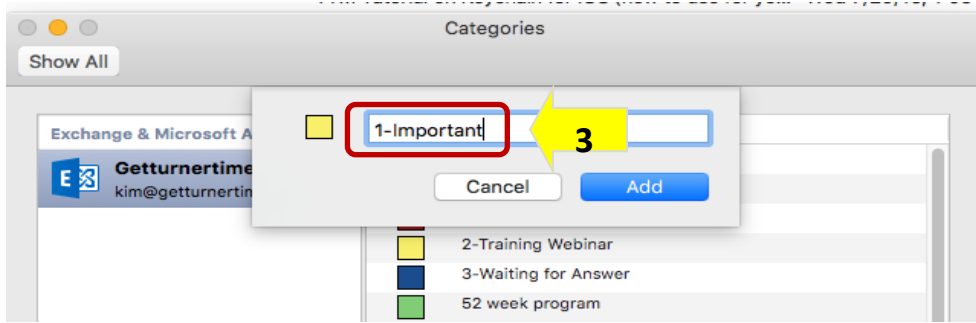 Categories
Show All
1-Important
3
Exchange & Microsoft A
Getturnertime
kim@getturnertin
Cancel
Add
2-Training Webinar
3-Waiting for Answer
52 week program